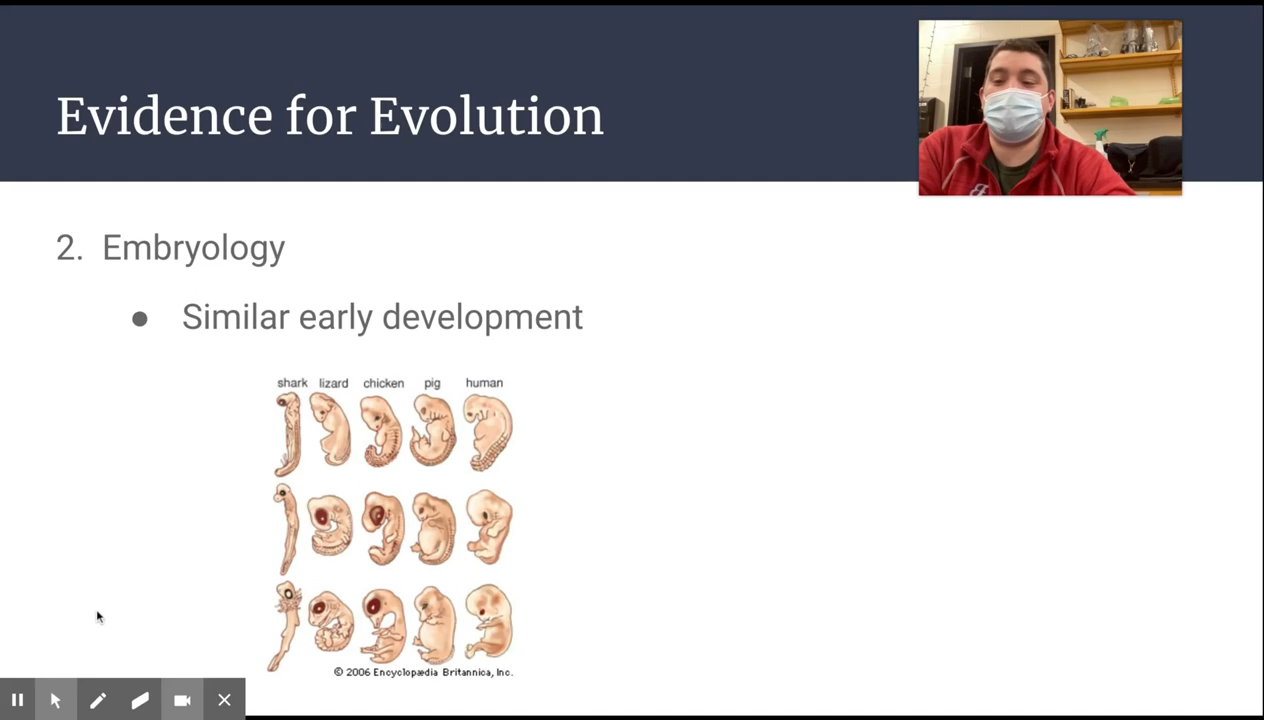 Evidence for Evolution
2. Embryology
● Similar early development
shark lizard chicken pig human
© 2006 Encyclopædia Britannica, Inc.